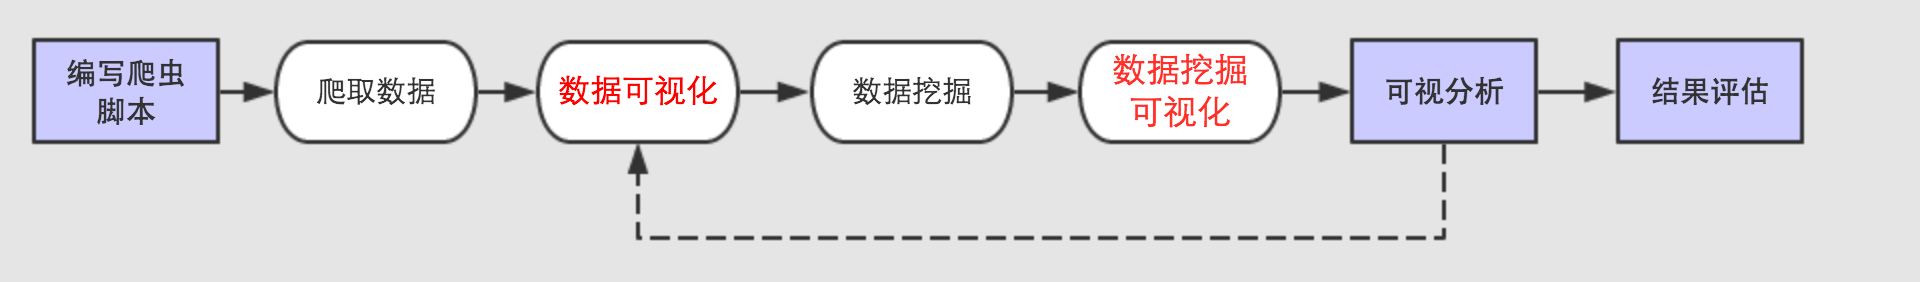 编写爬虫
脚本
爬取数据
数据可视化
数据挖掘
数据挖掘
可视化
可视分析
结果评估